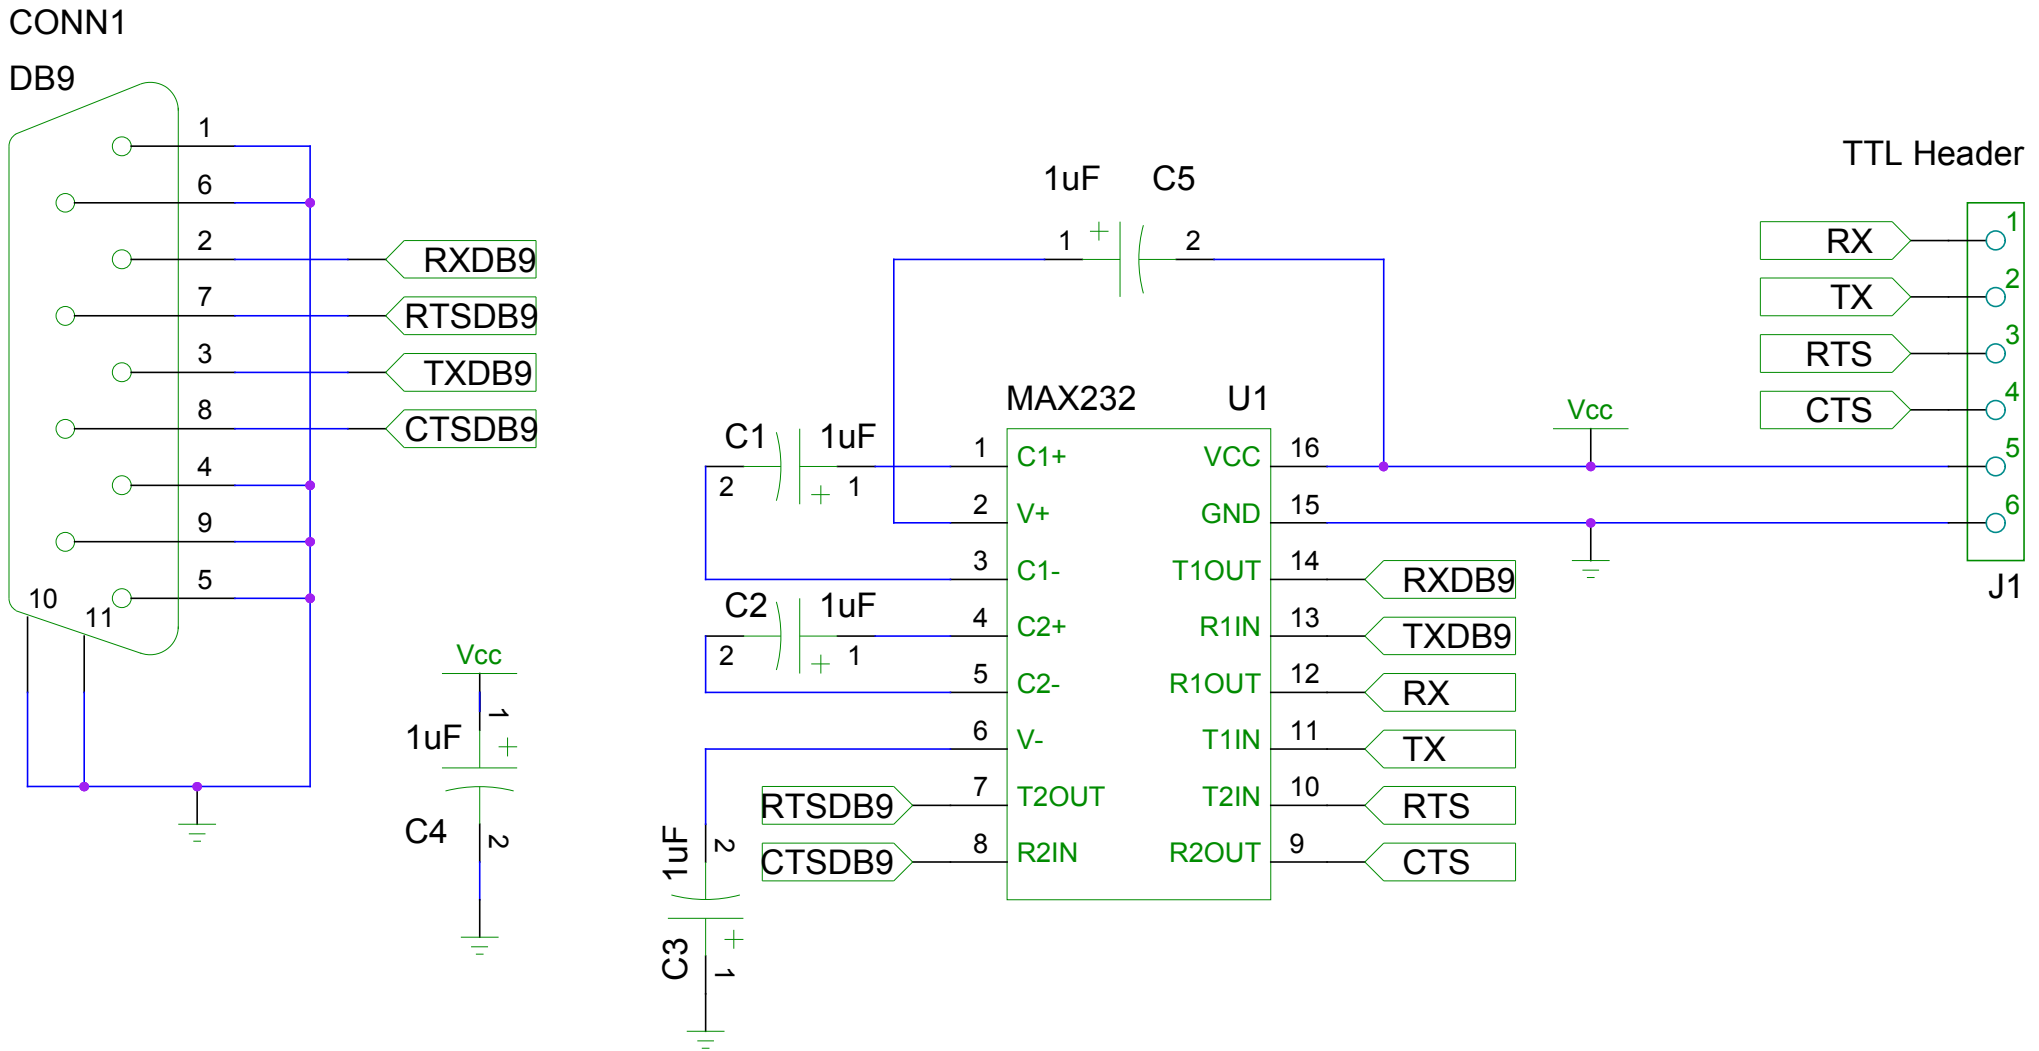 CONN1
DB9
1
6
2
RXDB9
7
RTSDB9
3
TXDB9
8
CTSDB9
4
9
5
10
11
Vcc
1
1uF
+
C4
2
1uF C5
1 + 2
MAX232 U1
C1 1uF
2 + 1
C2 1uF
2 + 1
1 C1+ VCC 16
2 V+ GND 15
3 C1- T1OUT 14 RXDB9
4 C2+ R1IN 13 TXDB9
5 C2- R1OUT 12 RX
6 V- T1IN 11 TX
RTSDB9 7 T2OUT T2IN 10 RTS
CTSDB9 8 R2IN R2OUT 9 CTS
1uF 2
C3 + 1
Vcc
TTL Header
RX 1
TX 2
RTS 3
CTS 4
5
6
J1